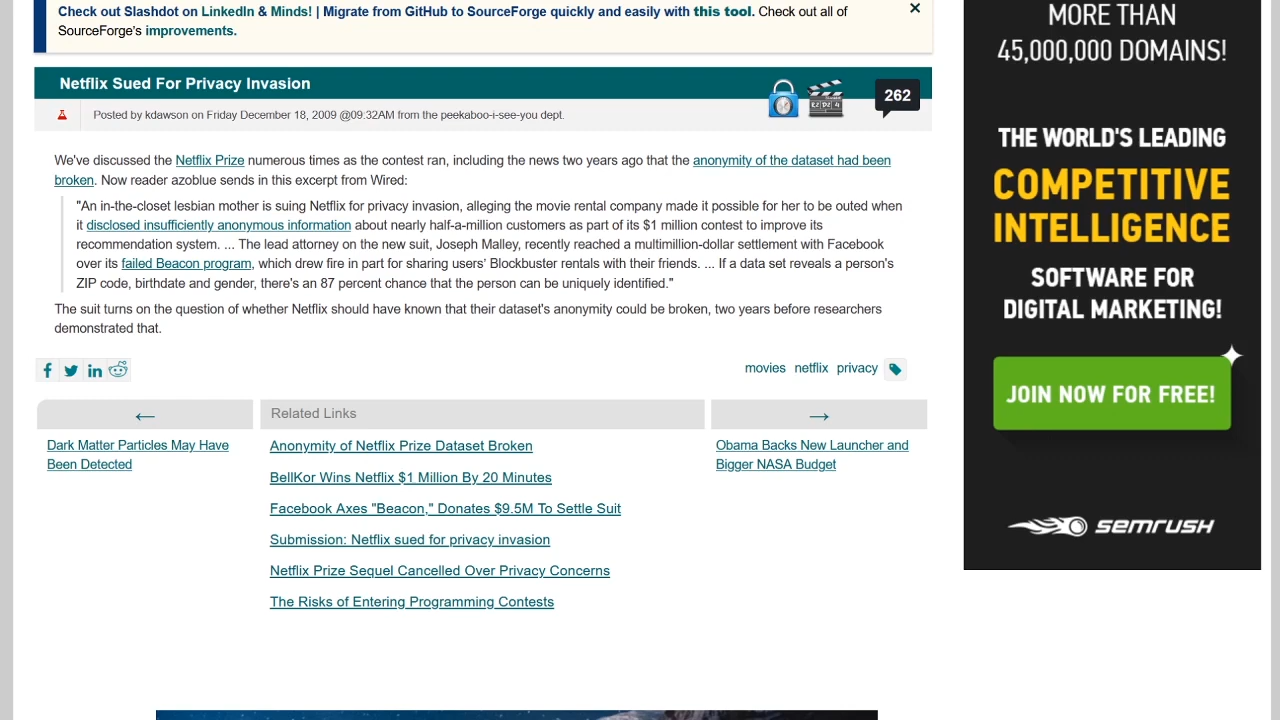 Check out Slashdot on LinkedIn & Minds! | Migrate from GitHub to SourceForge quickly and easily with this tool. Check out all of
SourceForge's improvements.
Netflix Sued For Privacy Invasion
262
Posted by kdawson on Friday December 18, 2009 @09:32AM from the peekaboo-i-see-you dept.
We've discussed the Netflix Prize numerous times as the contest ran, including the news two years ago that the anonymity of the dataset had been
broken. Now reader azoblue sends in this excerpt from Wired:
"An in-the-closet lesbian mother is suing Netflix for privacy invasion, alleging the movie rental company made it possible for her to be outed when
it disclosed insufficiently anonymous information about nearly half-a-million customers as part of its $1 million contest to improve its
recommendation system. ... The lead attorney on the new suit, Joseph Malley, recently reached a multimillion-dollar settlement with Facebook
over its failed Beacon program, which drew fire in part for sharing users' Blockbuster rentals with their friends. ... If a data set reveals a person's
ZIP code, birthdate and gender, there's an 87 percent chance that the person can be uniquely identified."
The suit turns on the question of whether Netflix should have known that their dataset's anonymity could be broken, two years before researchers
demonstrated that.
movies netflix privacy
← Related Links →
Dark Matter Particles May Have
Been Detected
Anonymity of Netflix Prize Dataset Broken
BellKor Wins Netflix $1 Million By 20 Minutes
Facebook Axes "Beacon," Donates $9.5M To Settle Suit
Submission: Netflix sued for privacy invasion
Netflix Prize Sequel Cancelled Over Privacy Concerns
The Risks of Entering Programming Contests
Obama Backs New Launcher and
Bigger NASA Budget
MORE THAN
45,000,000 DOMAINS!
THE WORLD'S LEADING
COMPETITIVE
INTELLIGENCE
SOFTWARE FOR
DIGITAL MARKETING!
JOIN NOW FOR FREE!
SEMRUSH